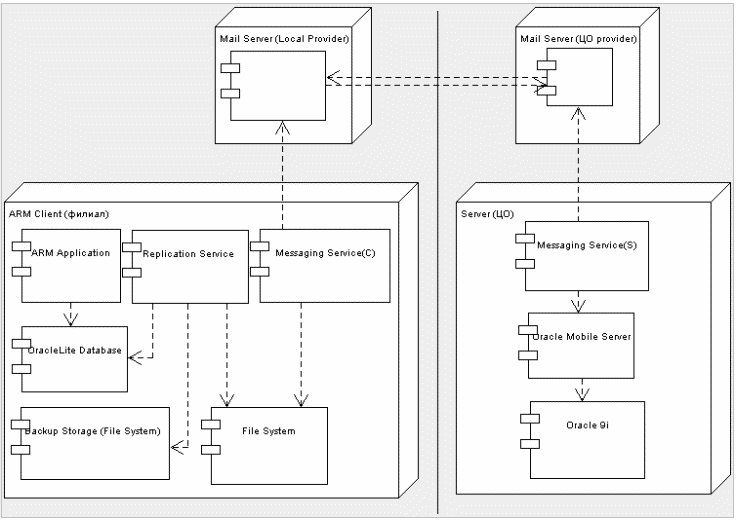 Mail Server (Local Provider)
Mail Server (ЦО provider)
ARM Client (филиал)
ARM Application
Replication Service
Messaging Service(C)
OracleLite Database
Backup Storage (File System)
File System
Server (ЦО)
Messaging Service(S)
Oracle Mobile Server
Oracle 9i